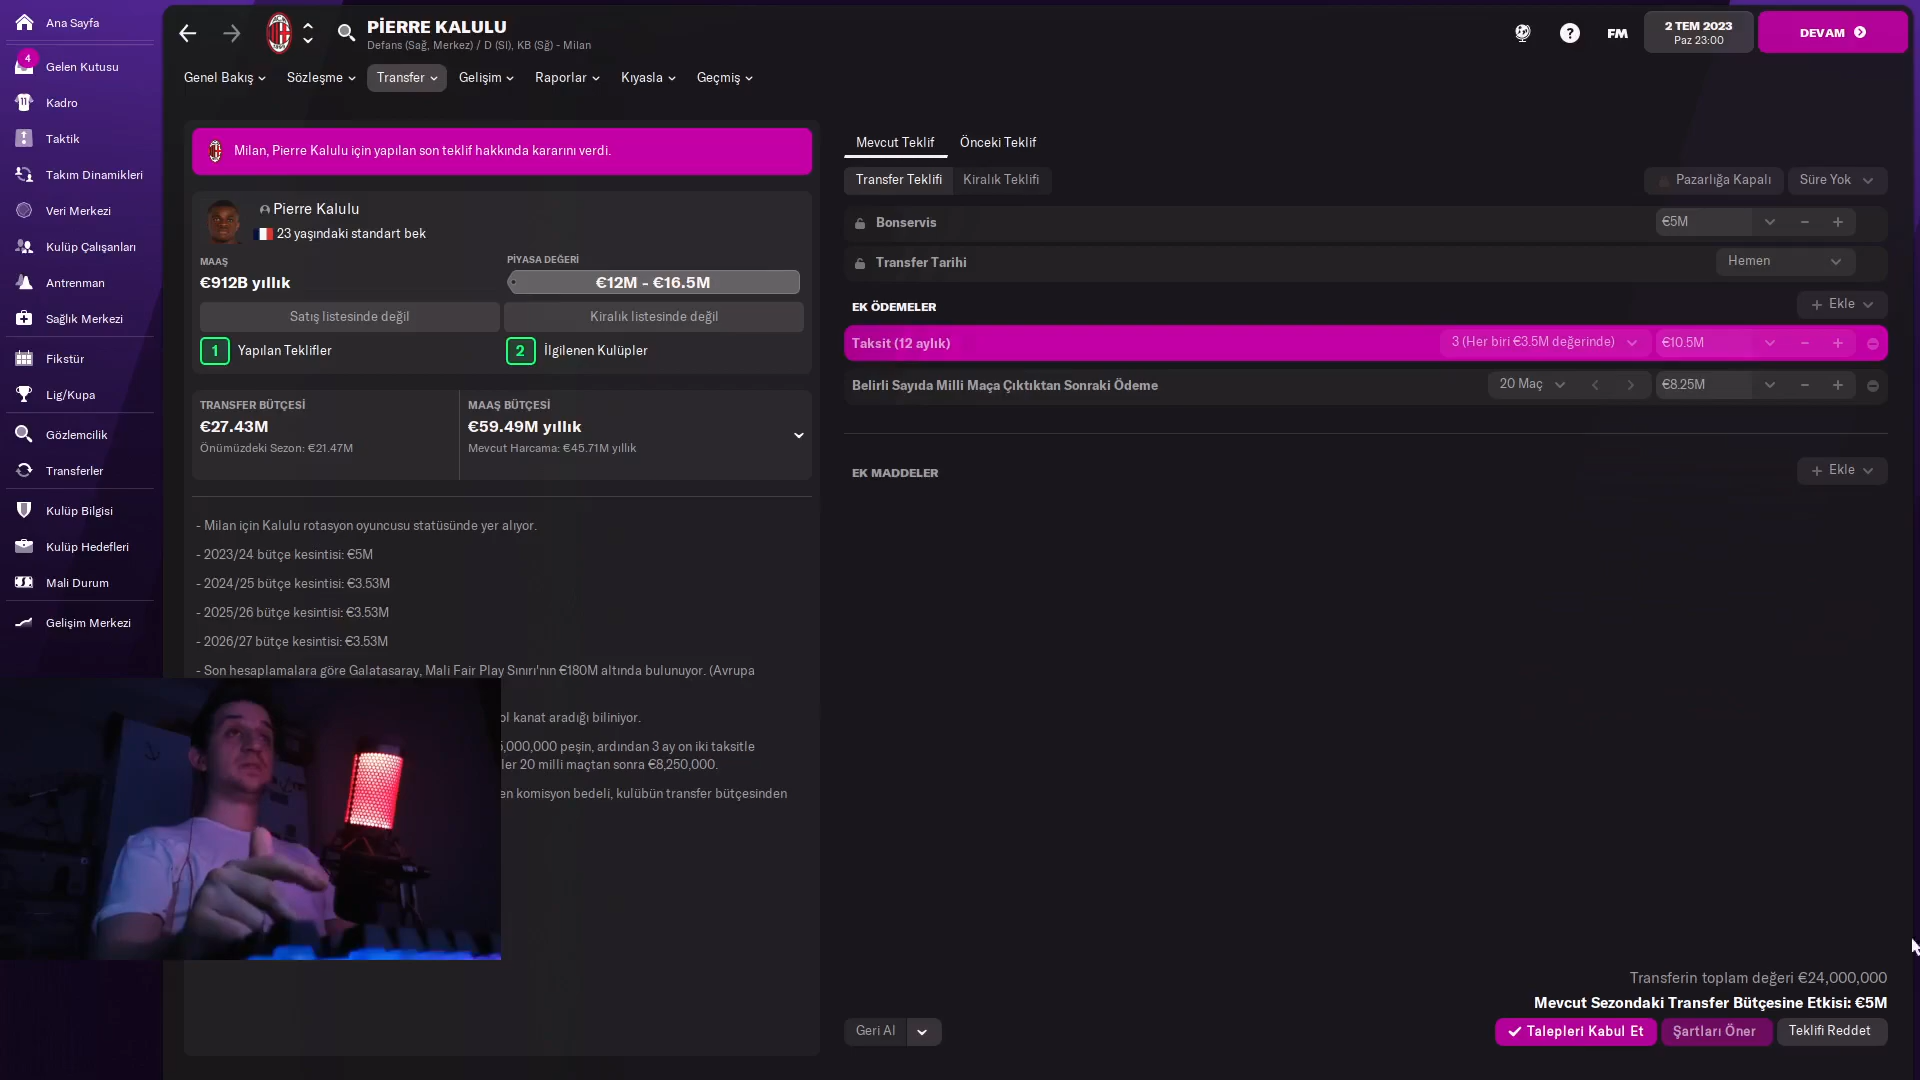 Ana Sayfa
4
Gelen Kutusu
Kadro
Taktik
Takım Dinamikleri
Veri Merkezi
Kulüp Çalışanları
Antrenman
Sağlık Merkezi
Fikstür
Lig/Kupa
Gözlemcilik
Transferler
Kulüp Bilgisi
Kulüp Hedefleri
Mali Durum
Gelişim Merkezi
PİERRE KALULU
Defans (Sağ, Merkez) / D (Sl), KB (Sğ) - Milan
FM
2 TEM 2023
Paz 23:00
DEVAM
Genel Bakış
Sözleşme
Transfer
Gelişim
Raporlar
Kıyasla
Geçmiş
Milan, Pierre Kalulu için yapılan son teklif hakkında kararını verdi.
Pierre Kalulu
23 yaşındaki standart bek
MAAŞ
€912B yıllık
PİYASA DEĞERİ
€12M - €16.5M
Satış listesinde değil
Kiralık listesinde değil
1 Yapılan Teklifler
2 İlgilenen Kulüpler
TRANSFER BÜTÇESİ
€27.43M
Önümüzdeki Sezon: €21.47M
MAAŞ BÜTÇESİ
€59.49M yıllık
Mevcut Harcama: €45.71M yıllık
- Milan için Kalulu rotasyon oyuncusu statüsünde yer alıyor.
- 2023/24 bütçe kesintisi: €5M
- 2024/25 bütçe kesintisi: €3.53M
- 2025/26 bütçe kesintisi: €3.53M
- 2026/27 bütçe kesintisi: €3.53M
- Son hesaplamalara göre Galatasaray, Mali Fair Play Sınırı'nın €180M altında bulunuyor. (Avrupa
kanat aradığı biliniyor.
,000,000 peşin, ardından 3 ay on iki taksitle
ler 20 milli maçtan sonra €8,250,000.
en komisyon bedeli, kulübün transfer bütçesinden
Mevcut Teklif
Önceki Teklif
Transfer Teklifi
Kiralık Teklifi
Pazarlığa Kapalı
Süre Yok
Bonservis
€5M
Transfer Tarihi
Hemen
EK ÖDEMELER
Ekle
Taksit (12 aylık)
3 (Her biri €3.5M değerinde)
€10.5M
Belirli Sayıda Milli Maça Çıktıktan Sonraki Ödeme
20 Maç
€8.25M
EK MADDELER
Ekle
Transferin toplam değeri €24,000,000
Mevcut Sezondaki Transfer Bütçesine Etkisi: €5M
Geri Al
Talepleri Kabul Et
Şartları Öner
Teklifi Reddet